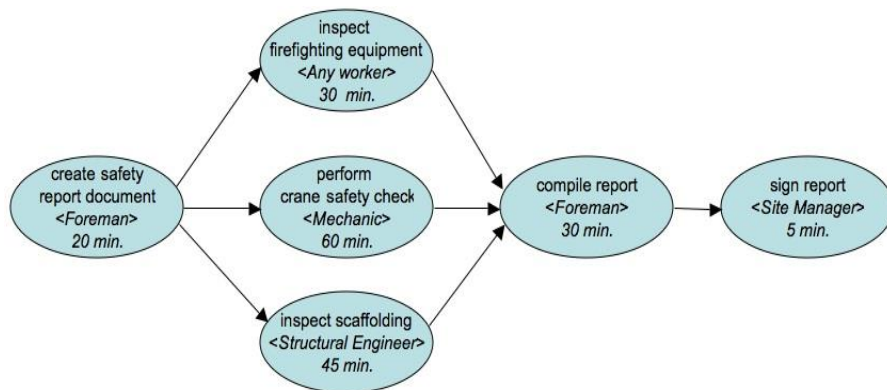 inspect
firefighting equipment
<Any worker>
30 min.
create safety
report document
<Foreman>
20 min.
perform
crane safety check
<Mechanic>
60 min.
compile report
<Foreman>
30 min.
sign report
<Site Manager>
5 min.
inspect scaffolding
<Structural Engineer>
45 min.